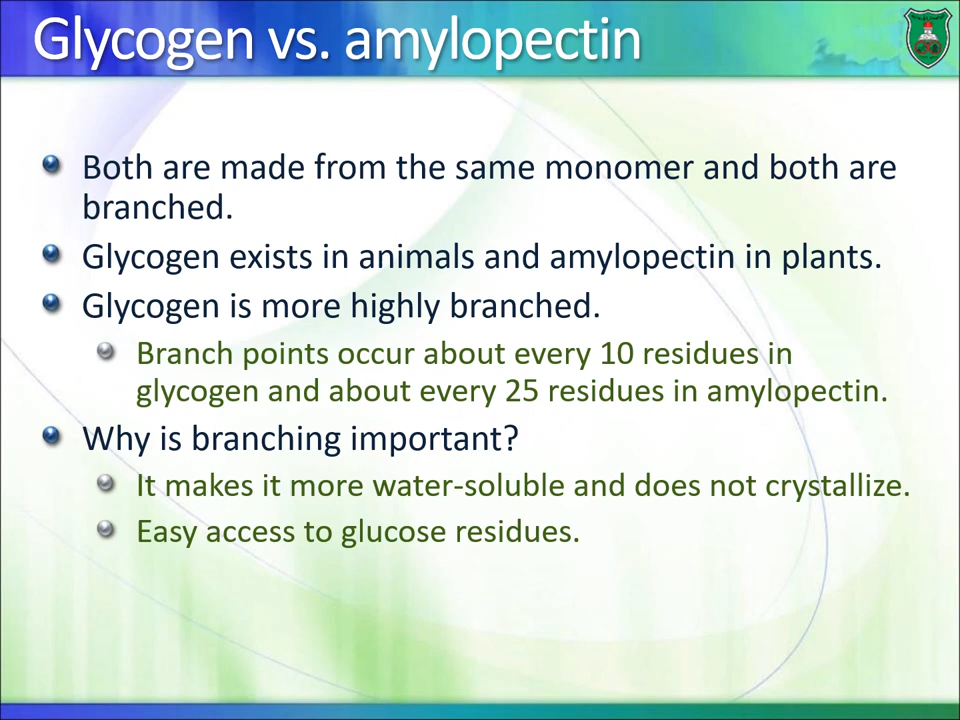 Glycogen vs. amylopectin
Both are made from the same monomer and both are
branched.
Glycogen exists in animals and amylopectin in plants.
Glycogen is more highly branched.
Branch points occur about every 10 residues in
glycogen and about every 25 residues in amylopectin.
Why is branching important?
It makes it more water-soluble and does not crystallize.
Easy access to glucose residues.